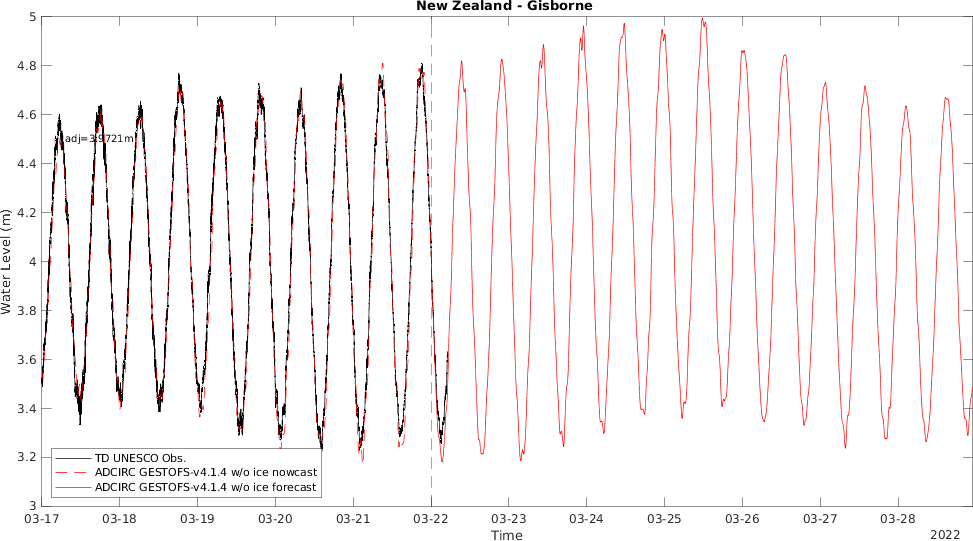 New Zealand - Gisborne
5
4.8
4.6
4.4
4.2
4
3.8
3.6
3.4
3.2
3
Water Level (m)
adj=3.9721m
TD UNESCO Obs.
ADCIRC GESTOFS-v4.1.4 w/o ice nowcast
ADCIRC GESTOFS-v4.1.4 w/o ice forecast
03-17 03-18 03-19 03-20 03-21 03-22 03-23 03-24 03-25 03-26 03-27 03-28
Time
2022